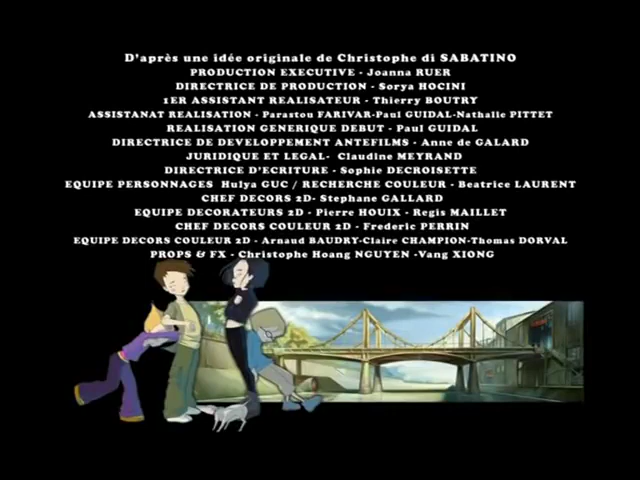 D'après une idée originale de Christophe di SABATINO
PRODUCTION EXECUTIVE - Joanna RUER
DIRECTRICE DE PRODUCTION - Sorya HOCINI
1ER ASSISTANT REALISATEUR - Thierry BOUTRY
ASSISTANAT REALISATION - Parastou FARIVAR-Paul GUIDAL-Nathalie PITTET
REALISATION GENERIQUE DEBUT - Paul GUIDAL
DIRECTRICE DE DEVELOPPEMENT ANTEFILMS - Anne de GALARD
JURIDIQUE ET LEGAL- Claudine MEYRAND
DIRECTRICE D'ECRITURE - Sophie DECROISETTE
EQUIPE PERSONNAGES Hulya GUC / RECHERCHE COULEUR - Beatrice LAURENT
CHEF DECORS 2D- Stephane GALLARD
EQUIPE DECORATEURS 2D - Pierre HOUIX - Regis MAILLET
CHEF DECORS COULEUR 2D - Frederic PERRIN
EQUIPE DECORS COULEUR 2D - Arnaud BAUDRY-Claire CHAMPION-Thomas DORVAL
PROPS & FX - Christophe Hoang NGUYEN -Vang XIONG